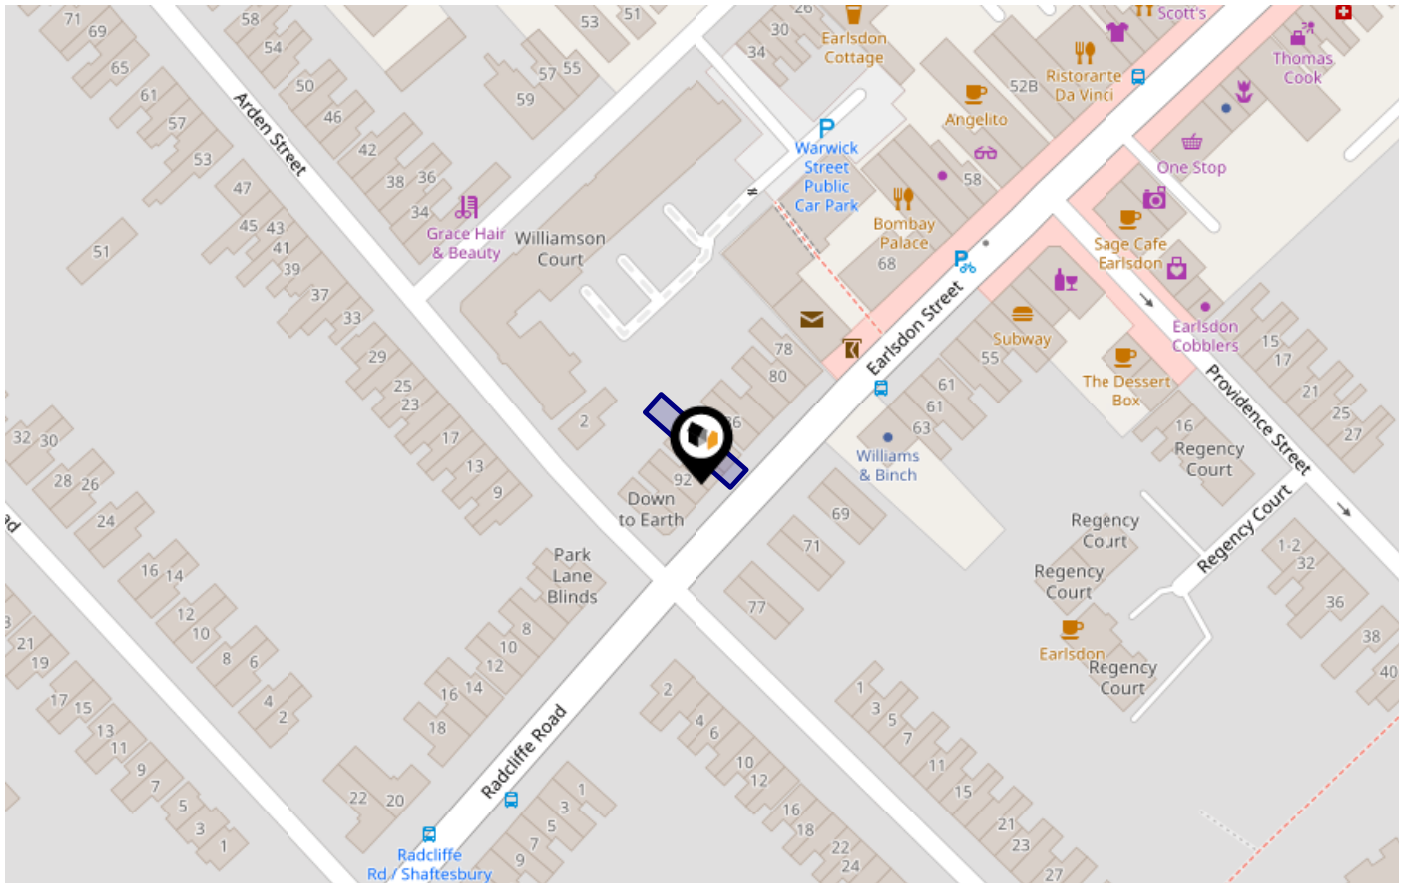 71
69
65
61
57
53
51
58
54
50
46
42
38
36
34
47
45
43
41
39
37
33
29
25
23
17
13
9
Arden Street
53
51
59
57
55
Grace Hair
& Beauty
Williamson
Court
26
30
34
Earlsdon
Cottage
Warwick
Street
Public
Car Park
Angelito
52B
Ristorante
Da Vinci
Scott's
Thomas
Cook
One Stop
58
Bombay
Palace
68
Sage Cafe
Earlsdon
Earlsdon
Cobblers
Earlsdon Street
78
80
2
92
Down
to Earth
Subway
55
61
61
63
Williams
& Binch
The Dessert
Box
Providence Street
15
17
21
25
27
16
Regency
Court
Regency Court
Regency
Court
Regency
Court
Earlsdon
Regency
Court
69
71
77
1-2
32
36
38
40
32
30
28
26
24
16
14
12
10
8
6
4
2
Park
Lane
Blinds
8
10
12
14
16
18
20
22
21
19
17
15
13
11
9
7
5
3
1
Radcliffe Road
Radcliffe
Rd / Shaftesbury
1
3
5
7
9
2
4
6
10
12
16
18
22
24
1
3
5
7
11
15
21
23
27